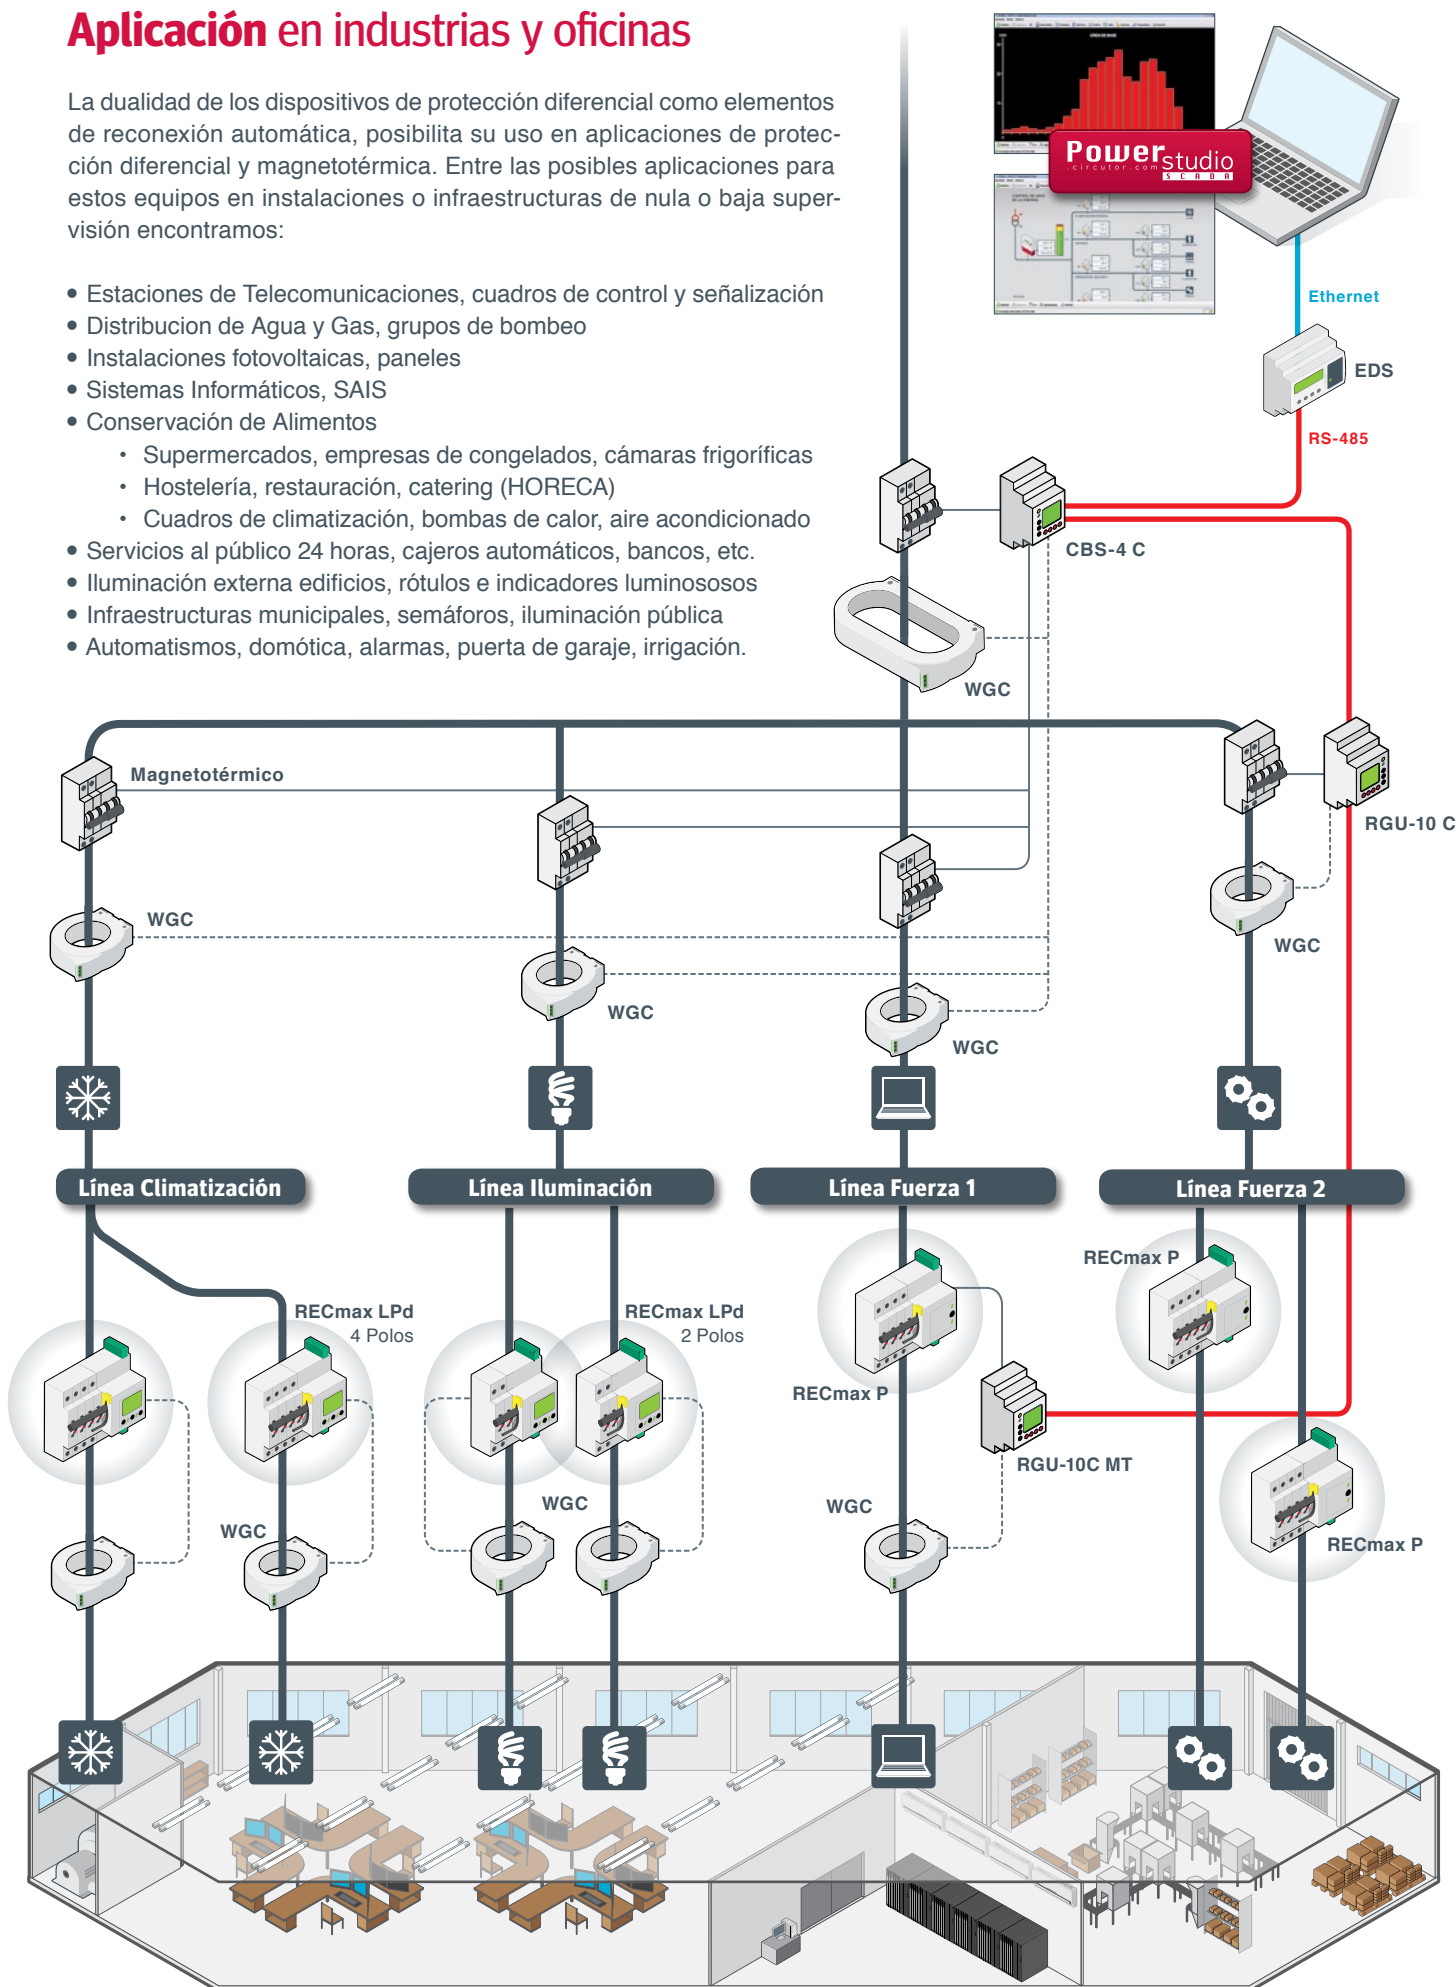 Aplicación en industrias y oficinas
La dualidad de los dispositivos de protección diferencial como elementos
de reconexión automática, posibilita su uso en aplicaciones de protec-
ción diferencial y magnetotérmica. Entre las posibles aplicaciones para
estos equipos en instalaciones o infraestructuras de nula o baja super-
visión encontramos:
• Estaciones de Telecomunicaciones, cuadros de control y señalización
• Distribucion de Agua y Gas, grupos de bombeo
• Instalaciones fotovoltaicas, paneles
• Sistemas Informáticos, SAIS
• Conservación de Alimentos
• Supermercados, empresas de congelados, cámaras frigoríficas
• Hostelería, restauración, catering (HORECA)
• Cuadros de climatización, bombas de calor, aire acondicionado
• Servicios al público 24 horas, cajeros automáticos, bancos, etc.
• Iluminación externa edificios, rótulos e indicadores luminososos
• Infraestructuras municipales, semáforos, iluminación pública
• Automatismos, domótica, alarmas, puerta de garaje, irrigación.
LÍNEA DE BASE
Powerstudio
.circutor.com
SCADA
Ethernet
EDS
RS-485
CBS-4 C
WGC
Magnetotérmico
RGU-10 C
WGC
WGC
WGC
WGC
Línea Climatización
Línea Iluminación
Línea Fuerza 1
Línea Fuerza 2
RECmax P
RECmax LPd
4 Polos
RECmax LPd
2 Polos
RECmax P
RGU-10C MT
WGC
WGC
WGC
RECmax P